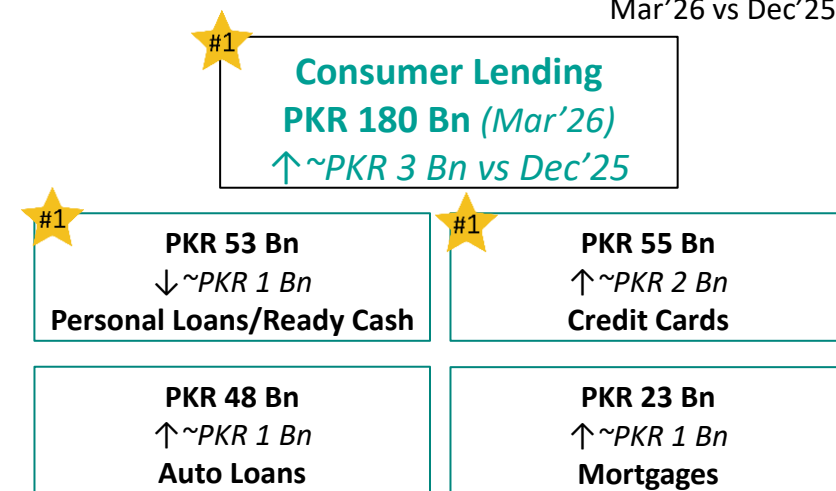 Mar’26 vs Dec’25
#1
Consumer Lending
PKR 180 Bn (Mar’26)
↑~PKR 3 Bn vs Dec’25
#1
PKR 53 Bn
↓~PKR 1 Bn
Personal Loans/Ready Cash
#1
PKR 55 Bn
↑~PKR 2 Bn
Credit Cards
PKR 48 Bn
↑~PKR 1 Bn
Auto Loans
PKR 23 Bn
↑~PKR 1 Bn
Mortgages